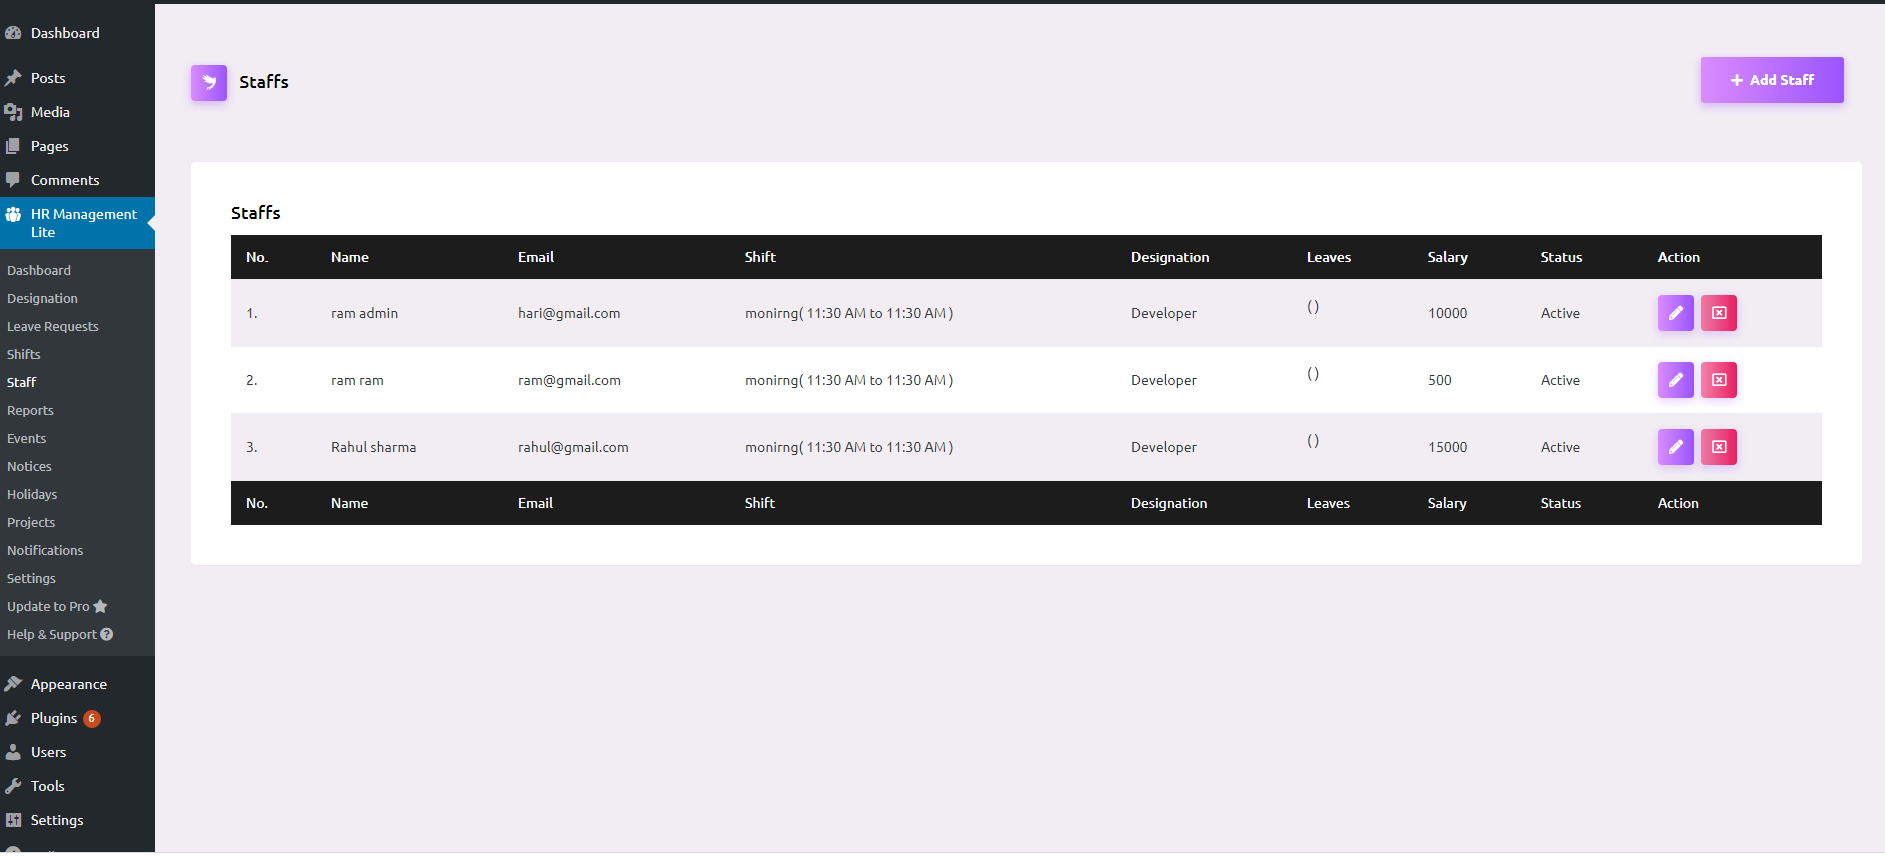 Dashboard
Posts
Media
Pages
Comments
HR Management
Lite
Dashboard
Designation
Leave Requests
Shifts
Staff
Reports
Events
Notices
Holidays
Projects
Notifications
Settings
Update to Pro
Help & Support
Appearance
Plugins 6
Users
Tools
Settings
Staffs
+ Add Staff
Staffs
No. Name Email Shift Designation Leaves Salary Status Action
1. ram admin hari@gmail.com monirng( 11:30 AM to 11:30 AM ) Developer ( ) 10000 Active
2. ram ram ram@gmail.com monirng( 11:30 AM to 11:30 AM ) Developer ( ) 500 Active
3. Rahul sharma rahul@gmail.com monirng( 11:30 AM to 11:30 AM ) Developer ( ) 15000 Active
No. Name Email Shift Designation Leaves Salary Status Action